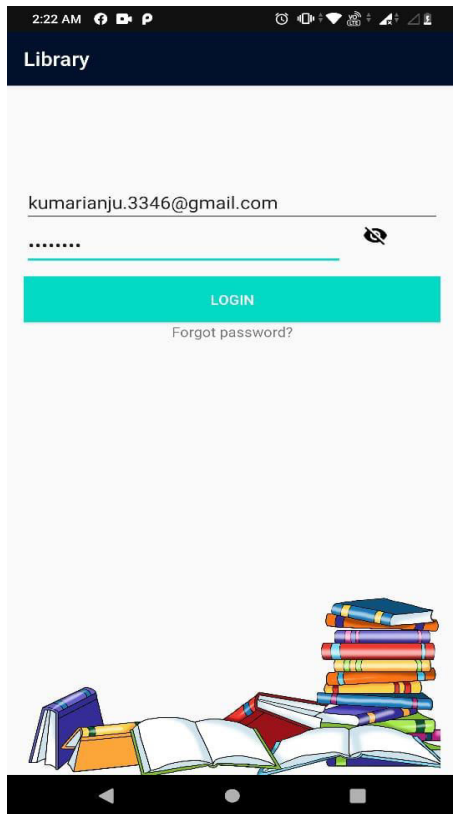 2:22 AM
Library
kumarianju.3346@gmail.com
........
LOGIN
Forgot password?